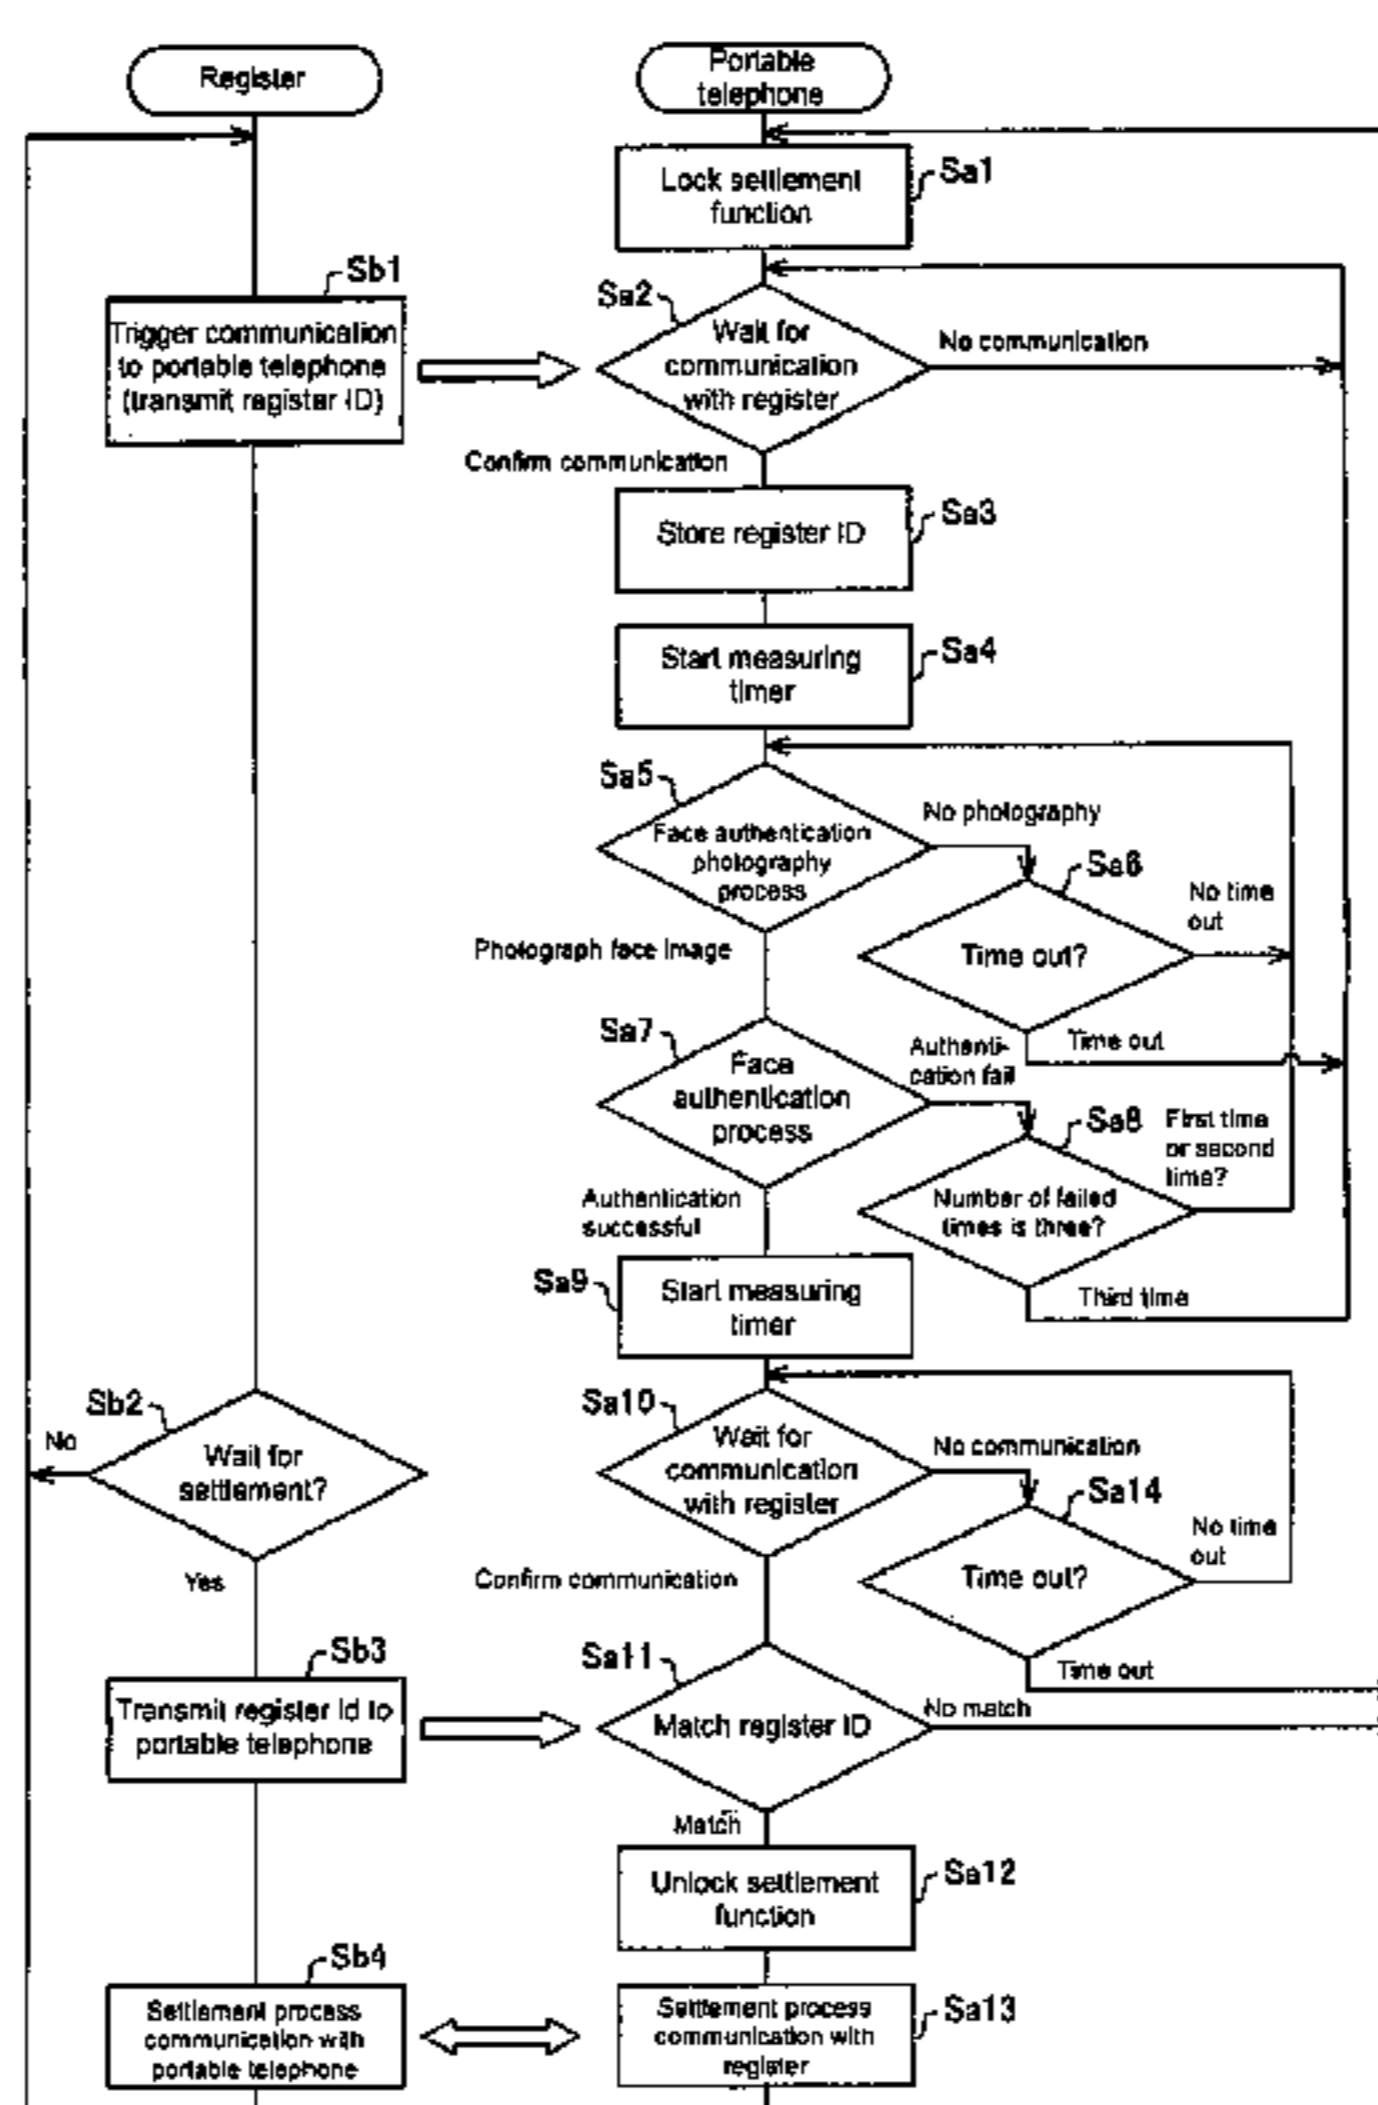 Register
Portable
telephone
Sa1
Lock settlement
function
Sb1
Trigger communication
to portable telephone
(transmit register ID)
Sa2
Wait for
communication
with register
No communication
Confirm communication
Sa3
Store register ID
Sa4
Start measuring
timer
Sa5
Face authentication
photography
process
No photography
Sa6
Time out?
No time
out
Photograph face image
Time out
Sa7
Face
authentication
process
Authenti-
cation fail
Sa8
Number of failed
times is three?
First time
or second
time?
Authentication
successful
Third time
Sa9
Start measuring
timer
Sb2
Wait for
settlement?
No
Yes
Sa10
Wait for
communication
with register
No communication
Sa14
Time out?
No time
out
Confirm communication
Time out
Sb3
Transmit register id to
portable telephone
Sa11
Match register ID
No match
Match
Sa12
Unlock settlement
function
Sb4
Settlement process
communication with
portable telephone
Sa13
Settlement process
communication with
register